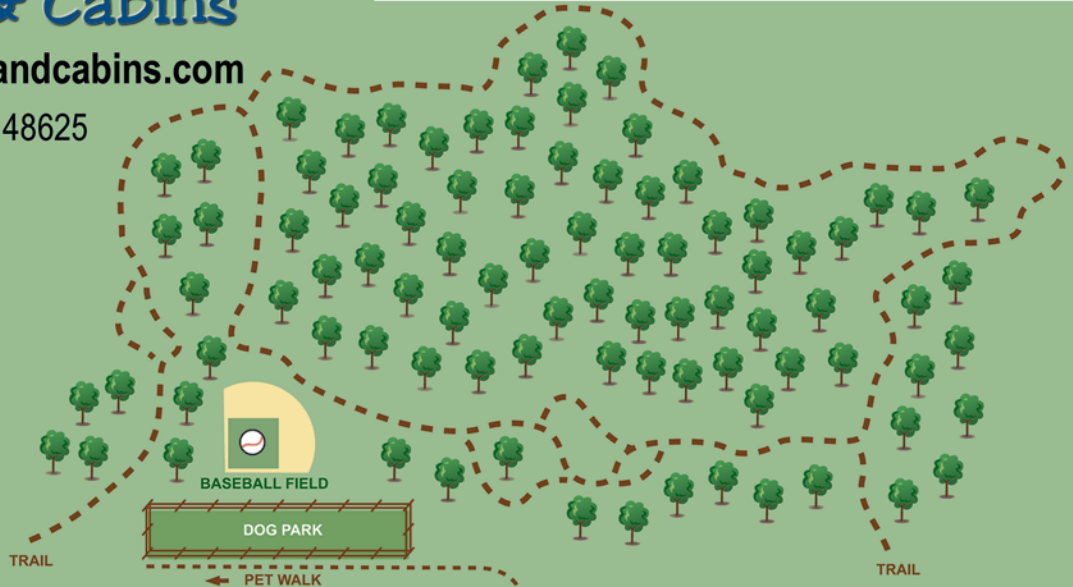 & Cabins
andcabins.com
48625
BASEBALL FIELD
DOG PARK
TRAIL
PET WALK
TRAIL